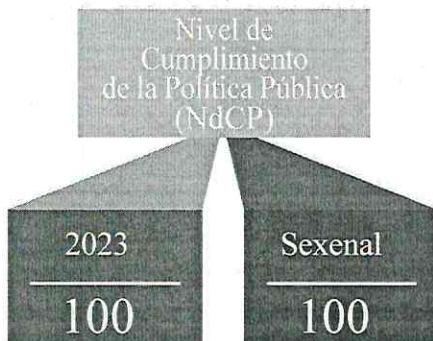 Nivel de
Cumplimiento
de la Política Pública
(NdCP)
2023
100
Sexenal
100